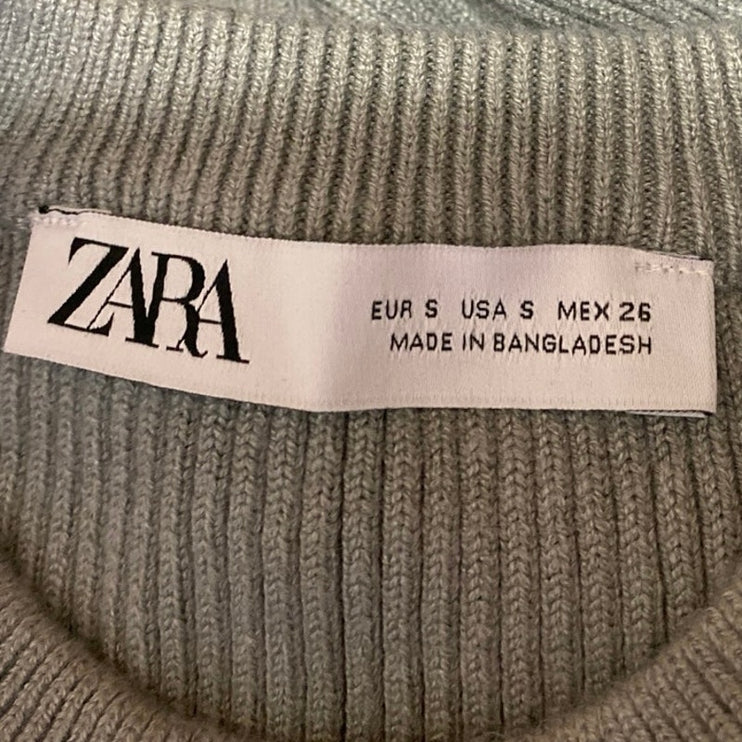 ZARA
EUR S USA S MEX 26
MADE IN BANGLADESH